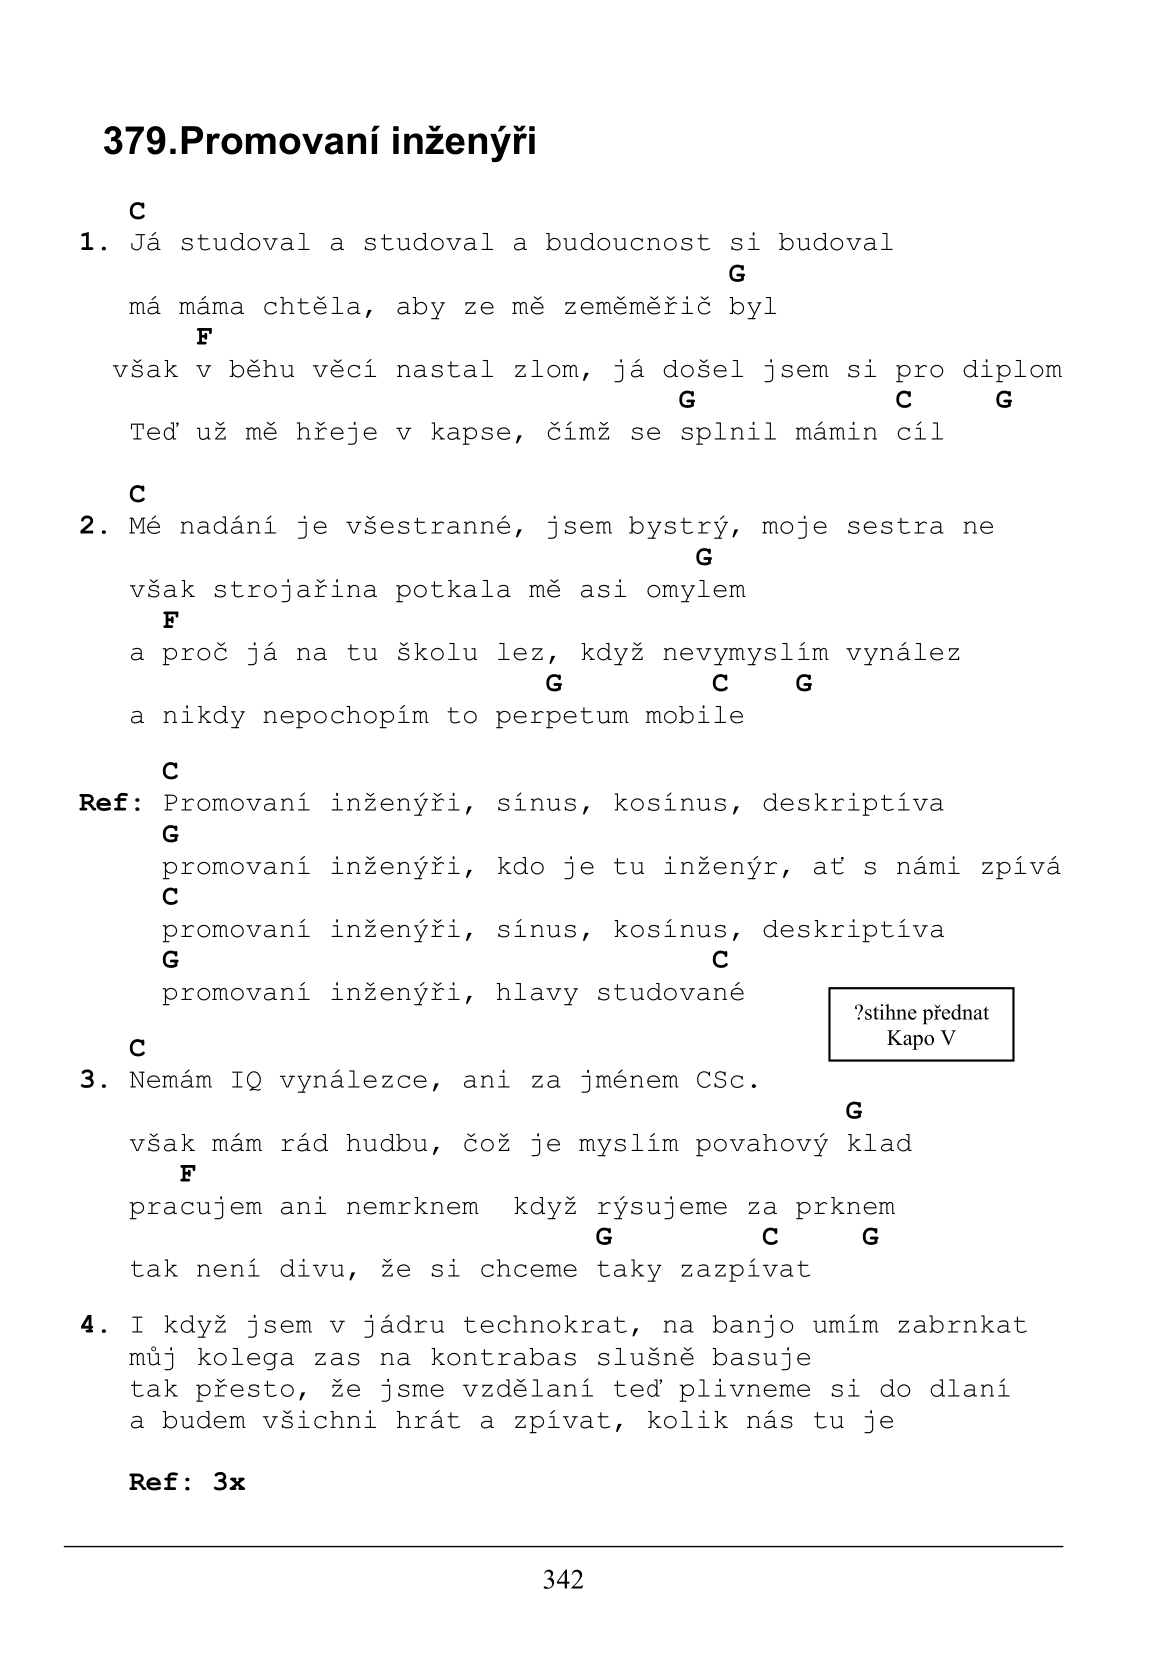 379.Promovaní inženýři
C
1. Já studoval a studoval a budoucnost si budoval
G
má máma chtěla, aby ze mě zeměměřič byl
F
však v běhu věcí nastal zlom, já došel jsem si pro diplom
G C G
Teď už mě hřeje v kapse, čímž se splnil mámin cíl
C
2. Mé nadání je všestranné, jsem bystrý, moje sestra ne
G
však strojařina potkala mě asi omylem
F
a proč já na tu školu lez, když nevymyslím vynález
G C G
a nikdy nepochopím to perpetum mobile
C
Ref: Promovaní inženýři, sínus, kosínus, deskriptíva
G
promovaní inženýři, kdo je tu inženýr, ať s námi zpívá
C
promovaní inženýři, sínus, kosínus, deskriptíva
G C
promovaní inženýři, hlavy studované
?stihne přednat
Kapo V
C
3. Nemám IQ vynálezce, ani za jménem CSc.
G
však mám rád hudbu, čož je myslím povahový klad
F
pracujem ani nemrknem když rýsujeme za prknem
G C G
tak není divu, že si chceme taky zazpívat
4. I když jsem v jádru technokrat, na banjo umím zabrnkat
můj kolega zas na kontrabas slušně basuje
tak přesto, že jsme vzdělaní teď plivneme si do dlaní
a budem všichni hrát a zpívat, kolik nás tu je
Ref: 3x
342